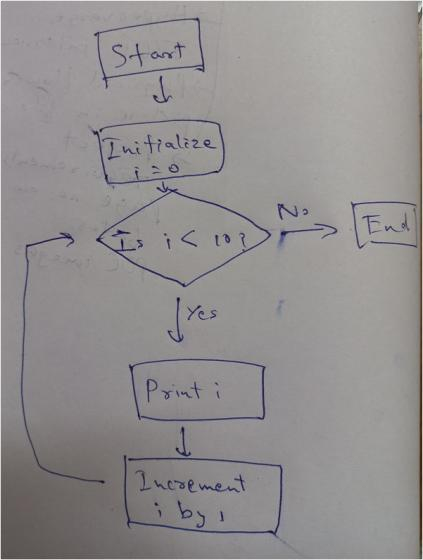 Start
Initialize
i = 0
Is i < 10?
No
End
Yes
Print i
Increment
i by 1